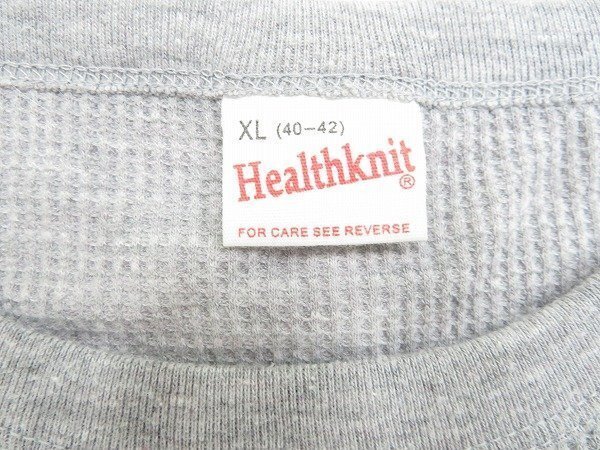 XL (40-42)
Healthknit®
FOR CARE SEE REVERSE